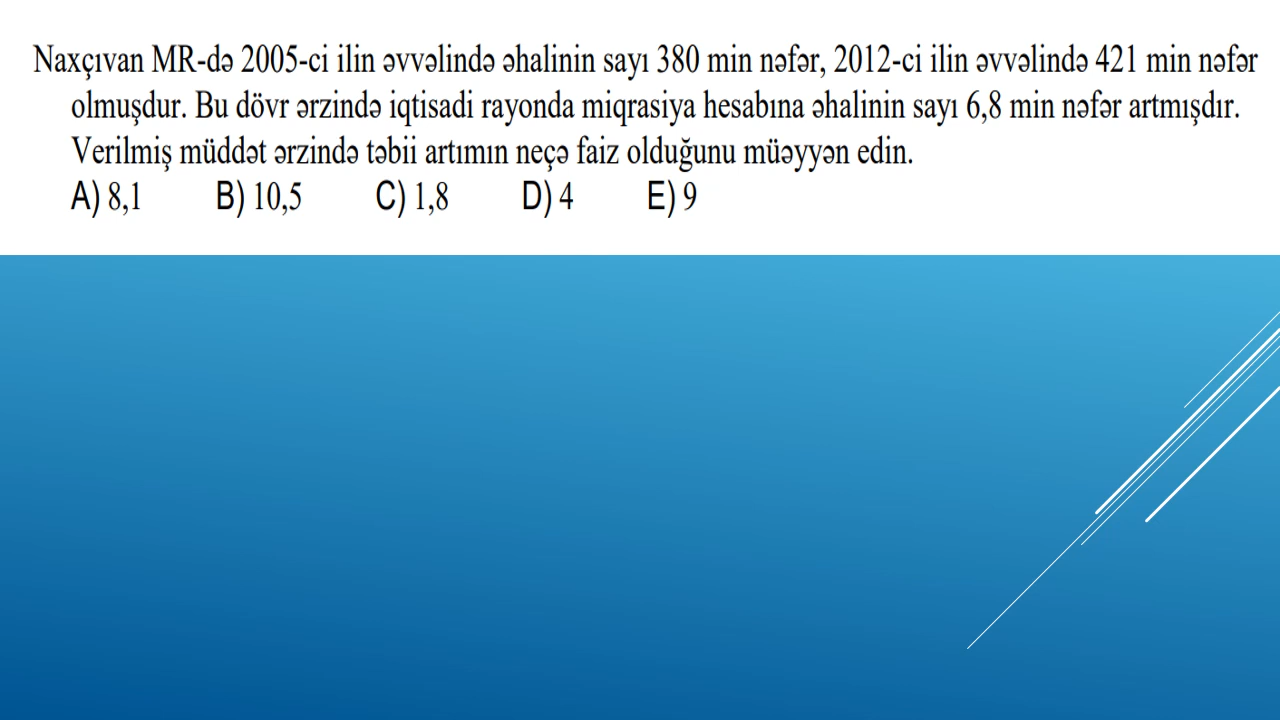 Naxçıvan MR-də 2005-ci ilin əvvəlində əhalinin sayı 380 min nəfər, 2012-ci ilin əvvəlində 421 min nəfər
olmuşdur. Bu dövr ərzində iqtisadi rayonda miqrasiya hesabına əhalinin sayı 6,8 min nəfər artmışdır.
Verilmiş müddət ərzində təbii artımın neçə faiz olduğunu müəyyən edin.
A) 8,1 B) 10,5 C) 1,8 D) 4 E) 9